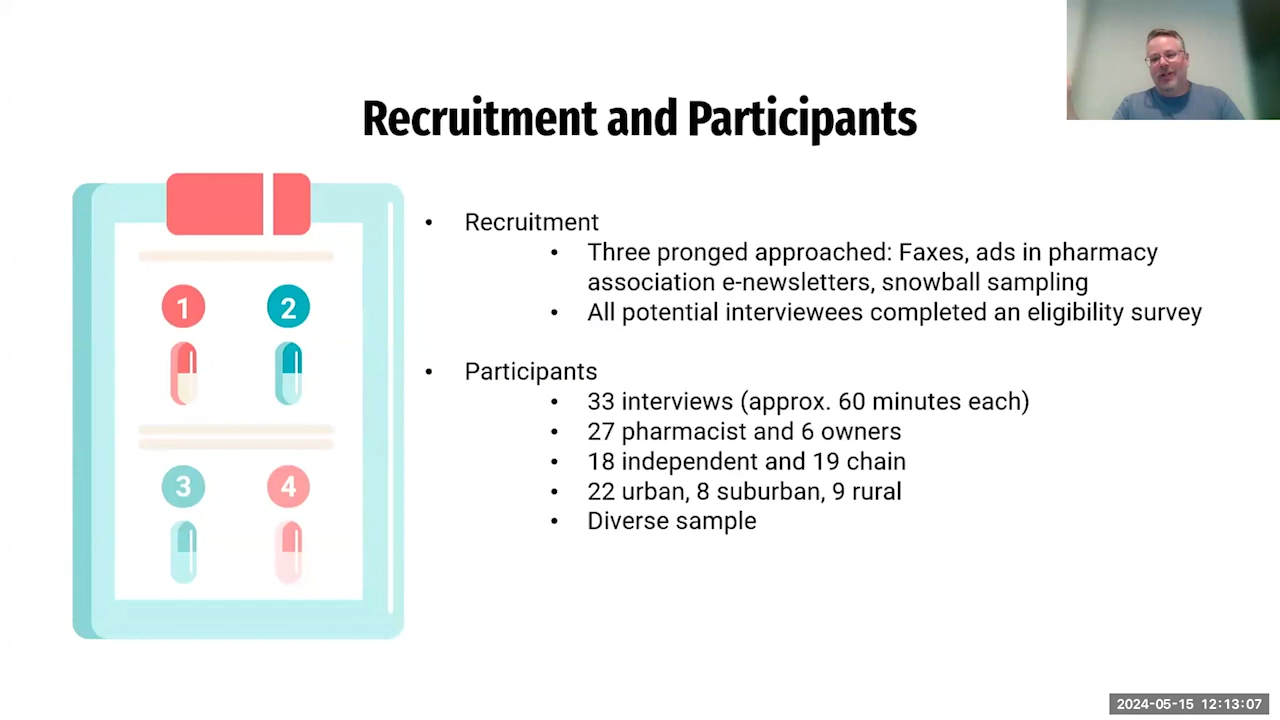 Recruitment and Participants
• Recruitment
• Three pronged approached: Faxes, ads in pharmacy
association e-newsletters, snowball sampling
• All potential interviewees completed an eligibility survey
• Participants
• 33 interviews (approx. 60 minutes each)
• 27 pharmacist and 6 owners
• 18 independent and 19 chain
• 22 urban, 8 suburban, 9 rural
• Diverse sample
1 2
3 4
2024-05-15 12:13:07